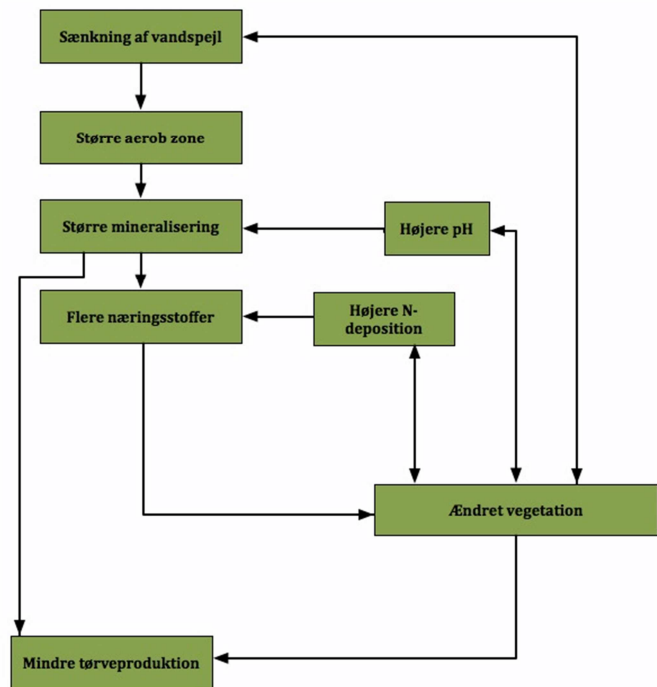 Sænkning af vandspejl
Større aerob zone
Større mineralisering
Højere pH
Flere næringsstoffer
Højere N-
deposition
Ændret vegetation
Mindre tørveproduktion